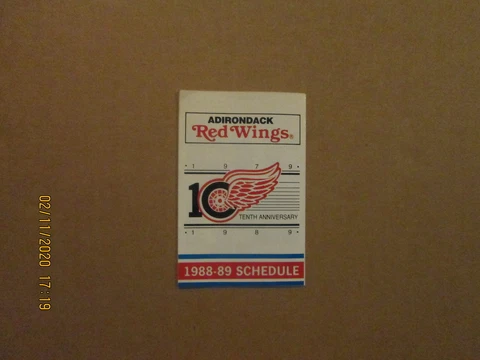 ADIRONDACK
Red Wings®
· 1 9 7 9 ·
10
TENTH ANNIVERSARY
· 1 9 8 9 ·
1988-89 SCHEDULE
02/11/2020 17:19